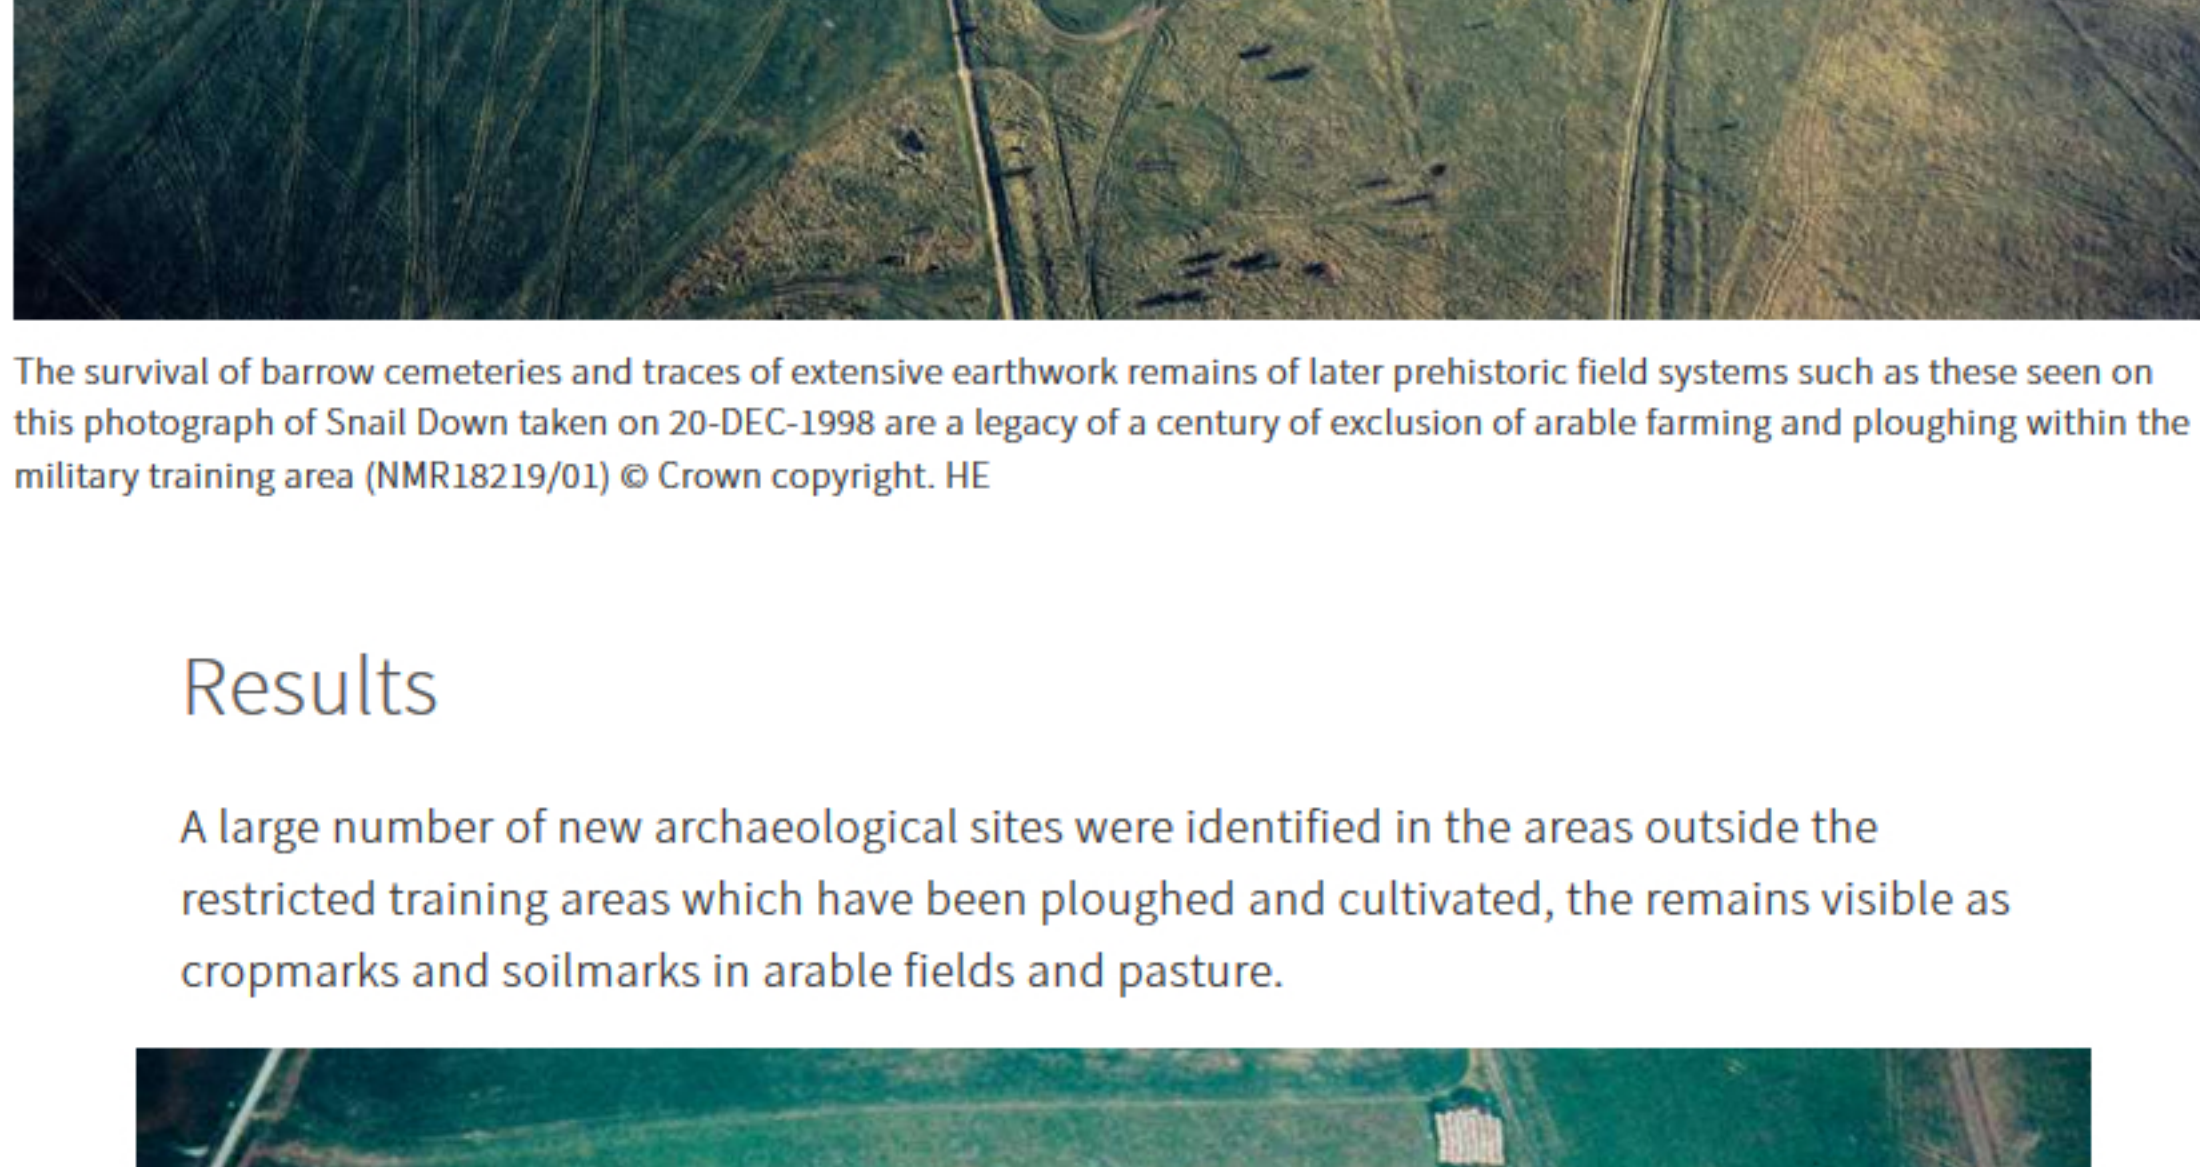 The survival of barrow cemeteries and traces of extensive earthwork remains of later prehistoric field systems such as these seen on
this photograph of Snail Down taken on 20-DEC-1998 are a legacy of a century of exclusion of arable farming and ploughing within the
military training area (NMR18219/01) © Crown copyright. HE
Results
A large number of new archaeological sites were identified in the areas outside the
restricted training areas which have been ploughed and cultivated, the remains visible as
cropmarks and soilmarks in arable fields and pasture.